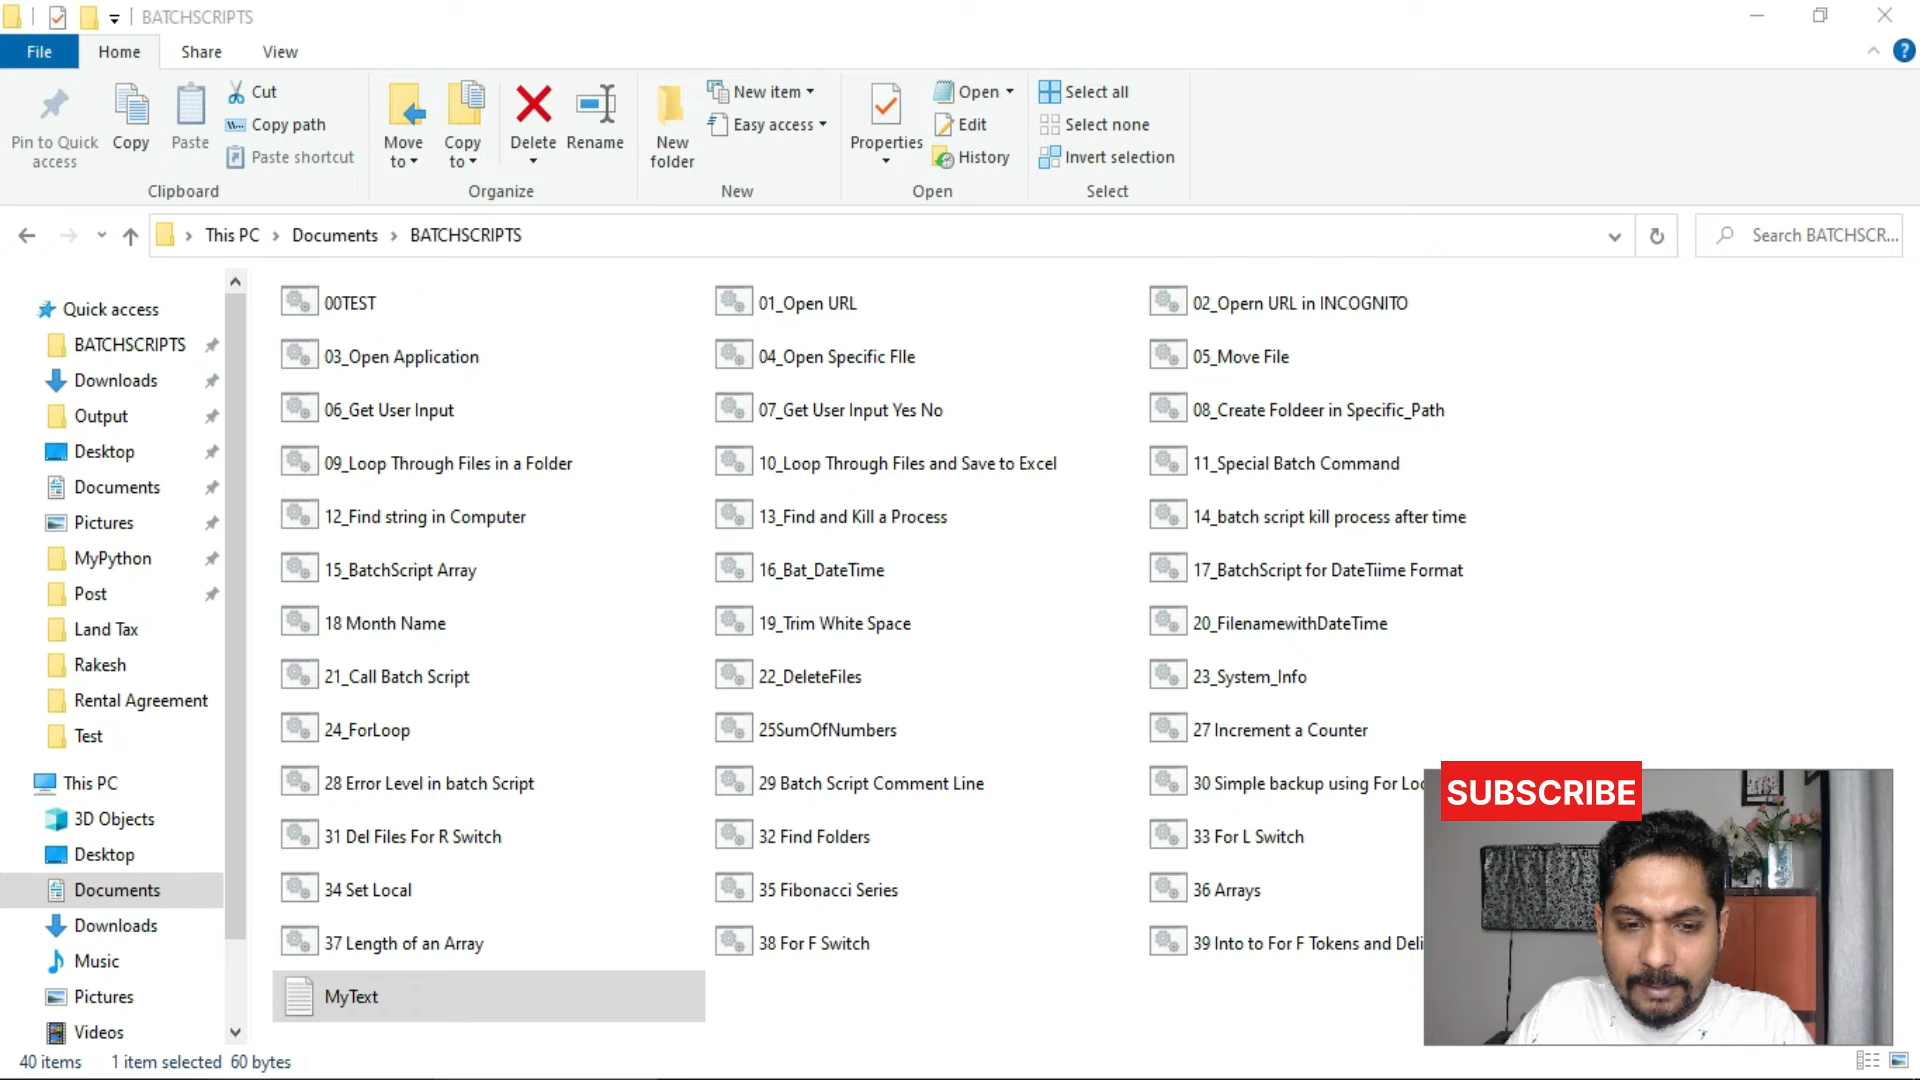 BATCHSCRIPTS
File Home Share View
Pin to Quick access
Copy
Paste
Cut
Copy path
Paste shortcut
Clipboard
Move to
Copy to
Delete
Rename
Organize
New folder
New item
Easy access
New
Properties
Open
Edit
History
Open
Select all
Select none
Invert selection
Select
This PC > Documents > BATCHSCRIPTS
Search BATCHSCR...
Quick access
BATCHSCRIPTS
Downloads
Output
Desktop
Documents
Pictures
MyPython
Post
Land Tax
Rakesh
Rental Agreement
Test
This PC
3D Objects
Desktop
Documents
Downloads
Music
Pictures
Videos
00TEST
01_Open URL
02_Opern URL in INCOGNITO
03_Open Application
04_Open Specific FIle
05_Move File
06_Get User Input
07_Get User Input Yes No
08_Create Foldeer in Specific_Path
09_Loop Through Files in a Folder
10_Loop Through Files and Save to Excel
11_Special Batch Command
12_Find string in Computer
13_Find and Kill a Process
14_batch script kill process after time
15_BatchScript Array
16_Bat_DateTime
17_BatchScript for DateTiime Format
18 Month Name
19_Trim White Space
20_FilenamewithDateTime
21_Call Batch Script
22_DeleteFiles
23_System_Info
24_ForLoop
25SumOfNumbers
27 Increment a Counter
28 Error Level in batch Script
29 Batch Script Comment Line
30 Simple backup using For Loo
31 Del Files For R Switch
32 Find Folders
33 For L Switch
34 Set Local
35 Fibonacci Series
36 Arrays
37 Length of an Array
38 For F Switch
39 Into to For F Tokens and Deli
MyText
SUBSCRIBE
40 items 1 item selected 60 bytes